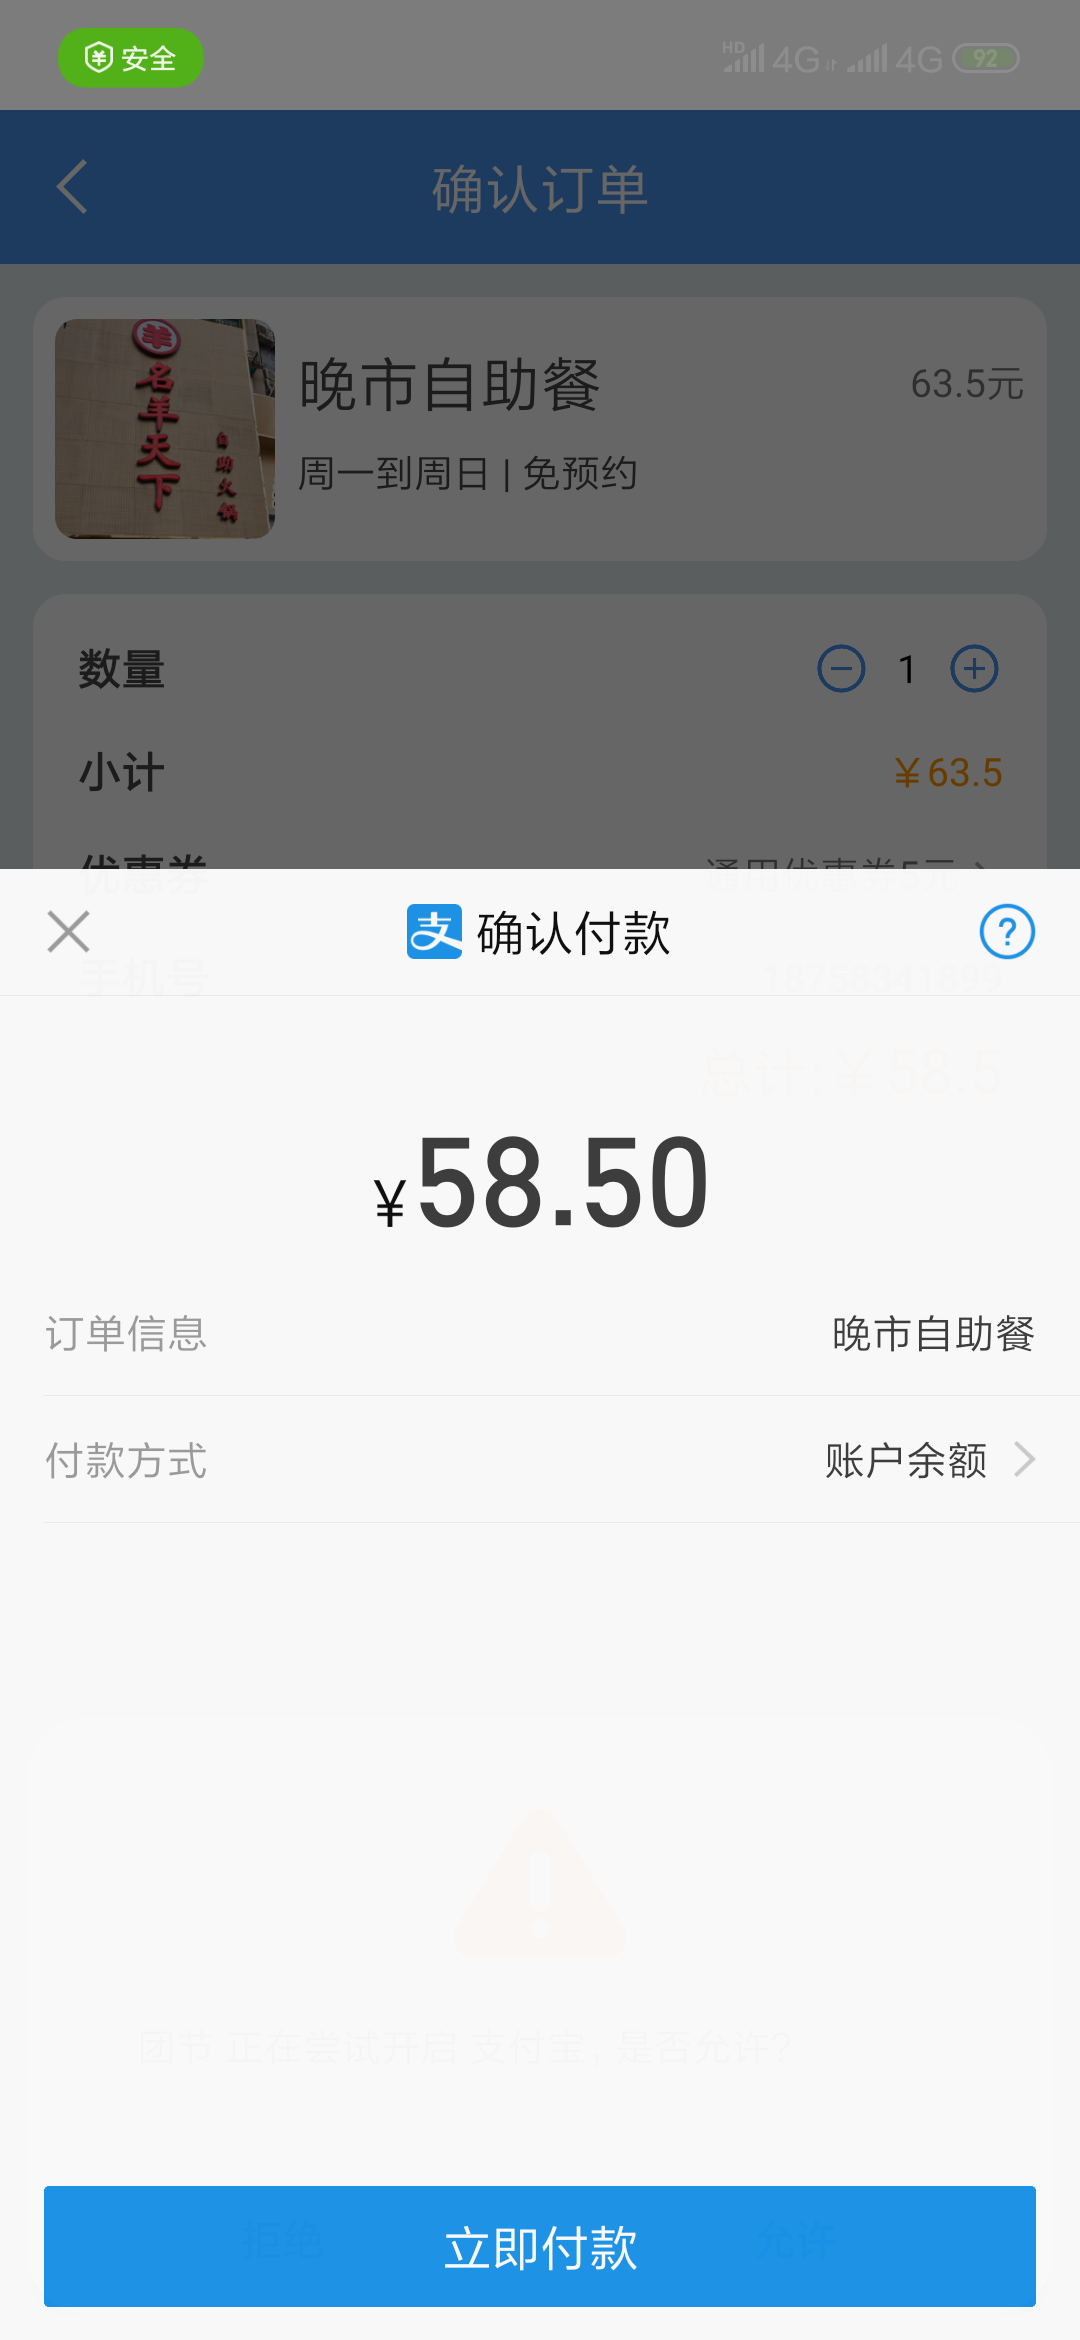 安全
HD 4G 4G 92
确认订单
羊
名羊天下
自助火锅
晚市自助餐
63.5元
周一到周日 | 免预约
数量
1
小计
￥63.5
优惠券
通用优惠券5元
支 确认付款 ?
手机号
18758341899
总计:￥58.5
¥58.50
订单信息
晚市自助餐
付款方式
账户余额
团节 正在尝试开启 支付宝，是否允许?
拒绝
立即付款
允许